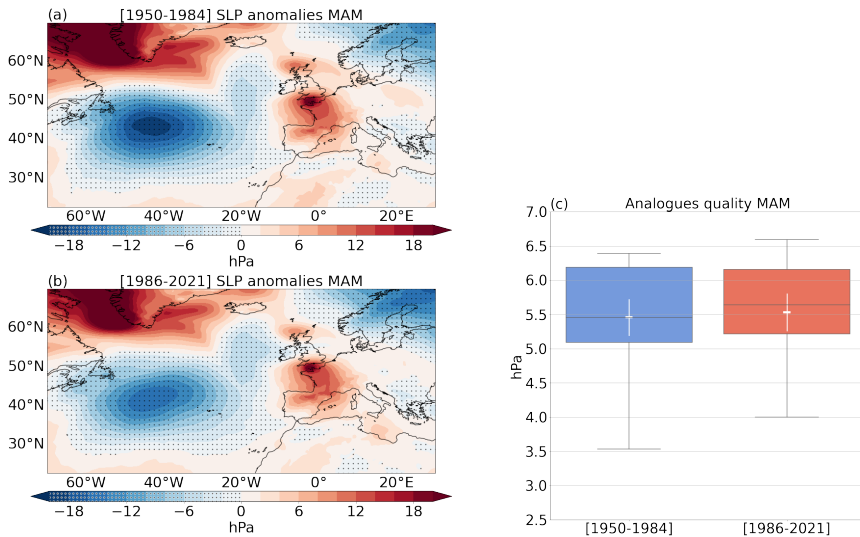 (a) [1950-1984] SLP anomalies MAM
60°N
50°N
40°N
30°N
60°W 40°W 20°W 0° 20°E
−18 −12 −6 0 6 12 18
hPa
(b) [1986-2021] SLP anomalies MAM
60°N
50°N
40°N
30°N
60°W 40°W 20°W 0° 20°E
−18 −12 −6 0 6 12 18
hPa
(c) Analogues quality MAM
7.0
6.5
6.0
5.5
5.0
4.5
4.0
3.5
3.0
2.5
hPa
[1950-1984] [1986-2021]